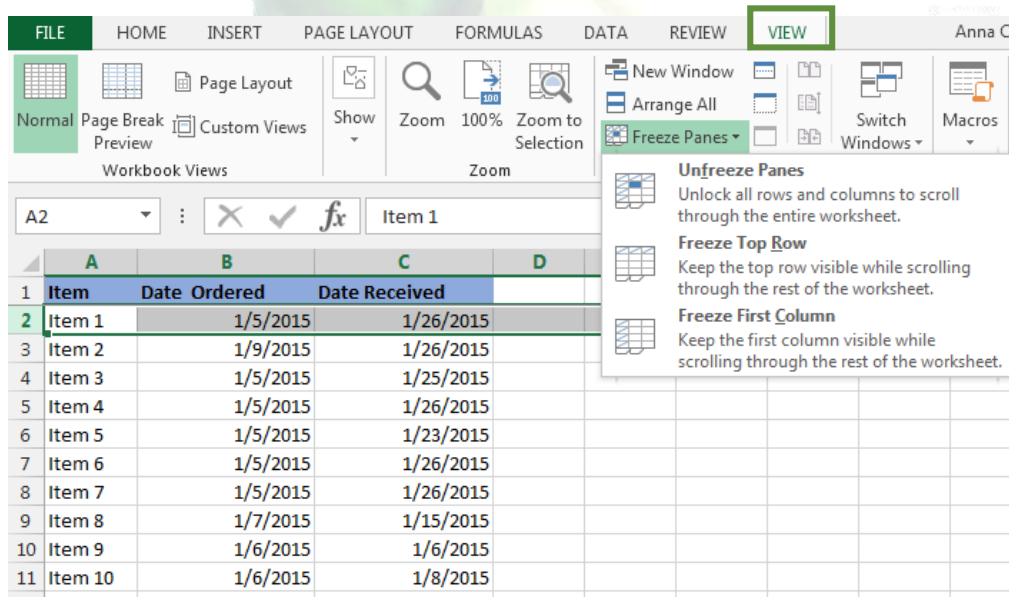 FILE HOME INSERT PAGE LAYOUT FORMULAS DATA REVIEW VIEW Anna C
New Window
Page Layout
Arrange All
Normal Page Break Custom Views Show Zoom 100% Zoom to Freeze Panes Switch Macros
Preview Selection Windows
Workbook Views Zoom
100
Unfreeze Panes
Unlock all rows and columns to scroll
through the entire worksheet.
Freeze Top Row
Keep the top row visible while scrolling
through the rest of the worksheet.
Freeze First Column
Keep the first column visible while
scrolling through the rest of the worksheet.
A2 fx Item 1
A B C D
1 Item Date Ordered Date Received
2 Item 1 1/5/2015 1/26/2015
3 Item 2 1/9/2015 1/26/2015
4 Item 3 1/5/2015 1/25/2015
5 Item 4 1/5/2015 1/26/2015
6 Item 5 1/5/2015 1/23/2015
7 Item 6 1/5/2015 1/26/2015
8 Item 7 1/5/2015 1/26/2015
9 Item 8 1/7/2015 1/15/2015
10 Item 9 1/6/2015 1/6/2015
11 Item 10 1/6/2015 1/8/2015